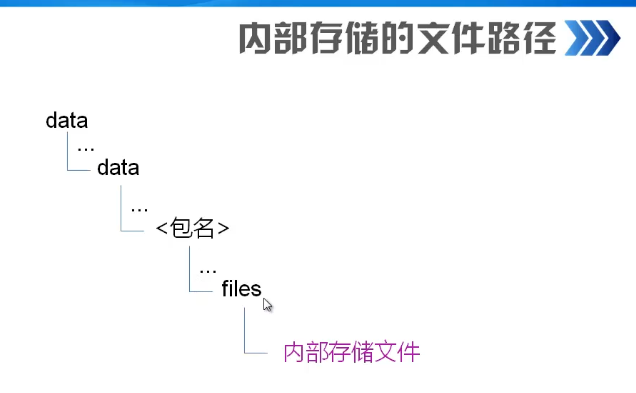 内部存储的文件路径
data
...
data
...
<包名>
...
files
内部存储文件